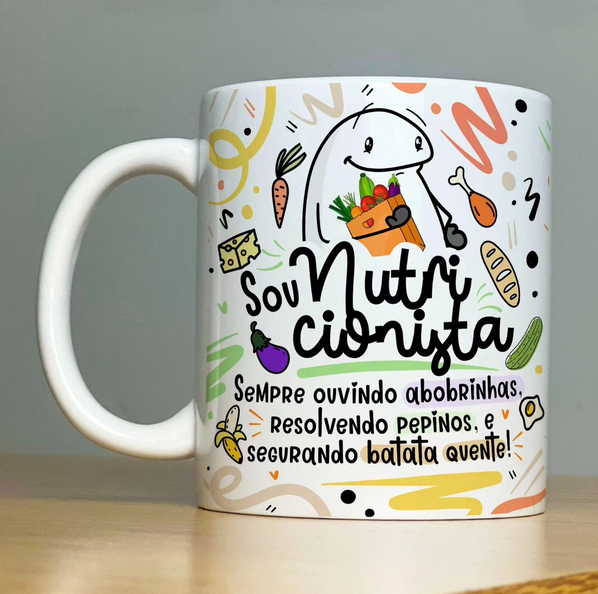 Sou Nutri
cionista
Sempre ouvindo abobrinhas,
resolvendo pepinos, e
segurando batata quente!